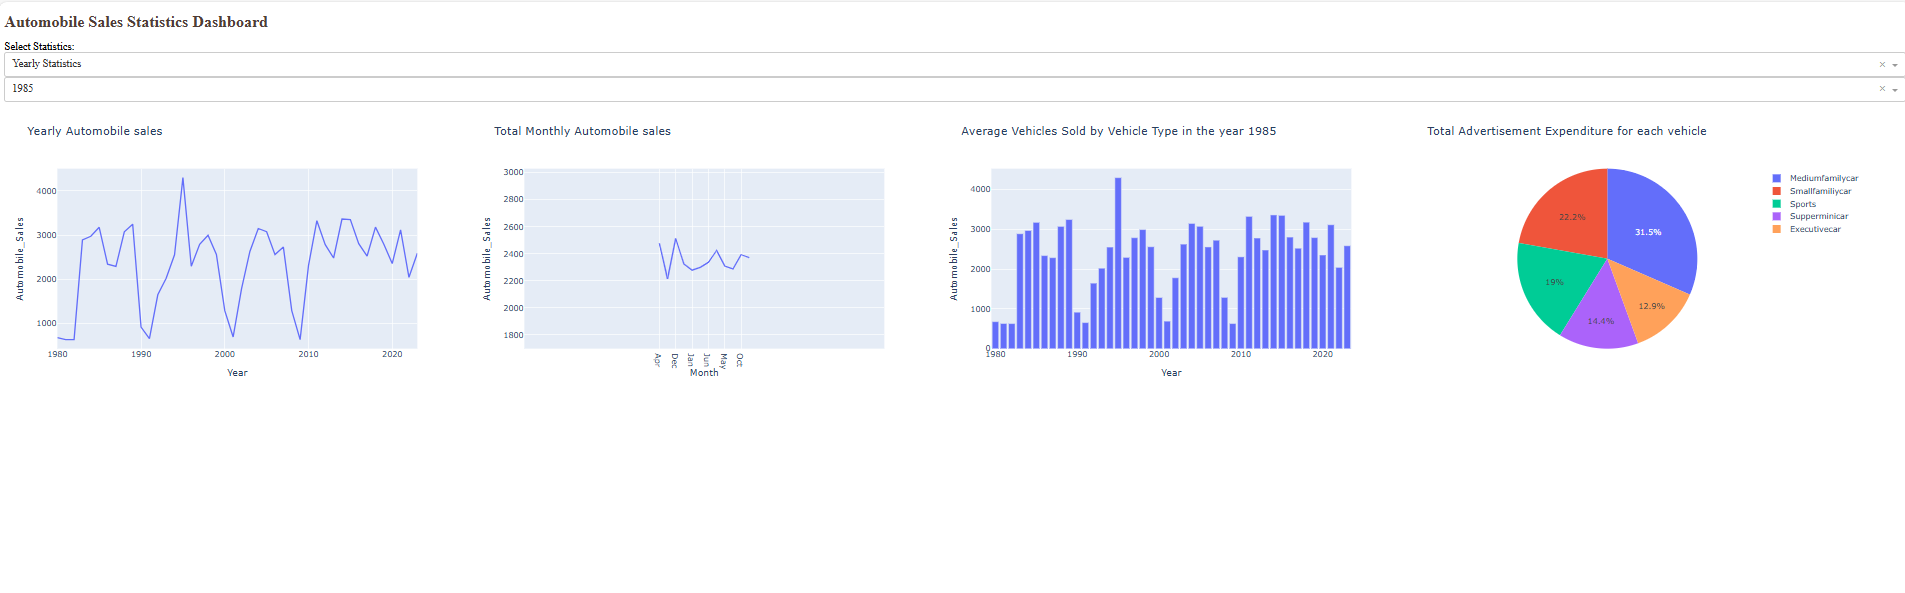 Automobile Sales Statistics Dashboard
Select Statistics:
Yearly Statistics
×
1985
×
Yearly Automobile sales
Automobile_Sales
4000
3000
2000
1000
1980
1990
2000
2010
2020
Year
Total Monthly Automobile sales
Automobile_Sales
3000
2800
2600
2400
2200
2000
1800
Apr
Dec
Jan
Jun
May
Oct
Month
Average Vehicles Sold by Vehicle Type in the year 1985
Automobile_Sales
4000
3000
2000
1000
0
1980
1990
2000
2010
2020
Year
Total Advertisement Expenditure for each vehicle
31.5%
22.2%
19%
14.4%
12.9%
Mediumfamilycar
Smallfamiliycar
Sports
Supperminicar
Executivecar